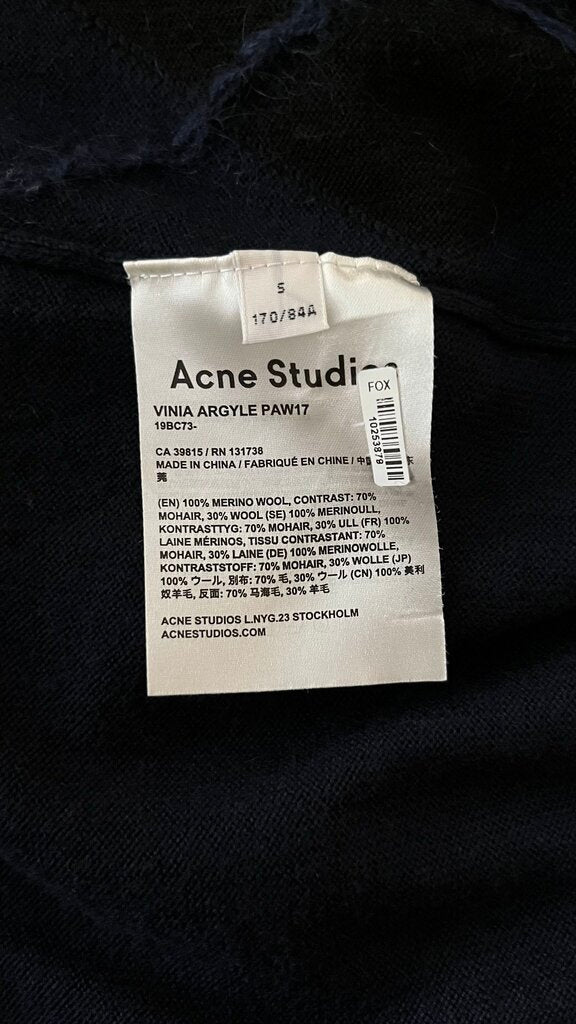 S
170/84A
Acne Studios
VINIA ARGYLE PAW17
19BC73-
FOX
10253879
CA 39815 / RN 131738
MADE IN CHINA / FABRIQUÉ EN CHINE / 中
莞
(EN) 100% MERINO WOOL, CONTRAST: 70%
MOHAIR, 30% WOOL (SE) 100% MERINOULL,
KONTRASTTYG: 70% MOHAIR, 30% ULL (FR) 100%
LAINE MÉRINOS, TISSU CONTRASTANT: 70%
MOHAIR, 30% LAINE (DE) 100% MERINOWOLLE,
KONTRASTSTOFF: 70% MOHAIR, 30% WOLLE (JP)
100% ウール, 別布: 70% 毛, 30% ウール (CN) 100% 美利
奴羊毛, 反面: 70% 马海毛, 30% 羊毛
ACNE STUDIOS L.NYG.23 STOCKHOLM
ACNESTUDIOS.COM